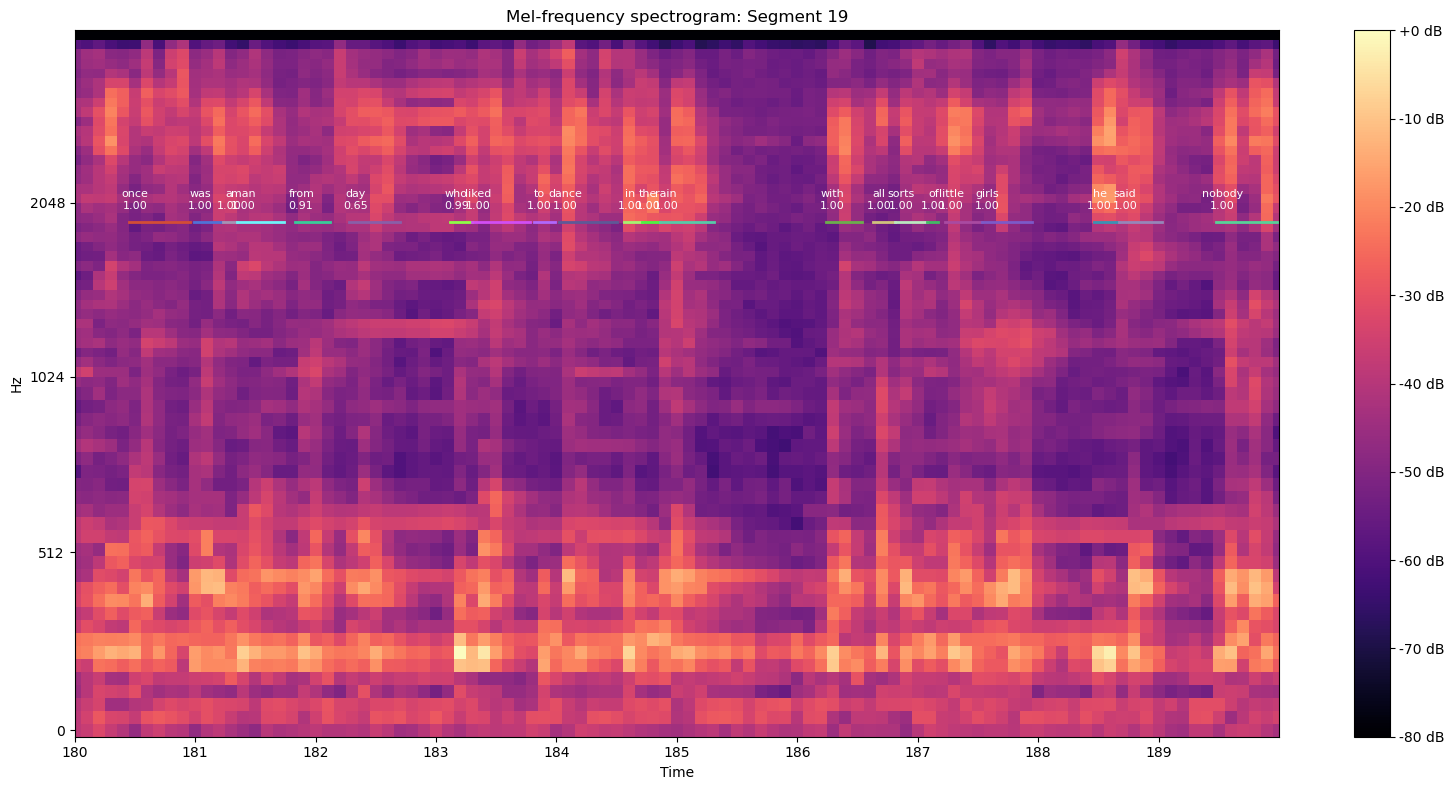 Mel-frequency spectrogram: Segment 19
+0 dB
-10 dB
-20 dB
-30 dB
-40 dB
-50 dB
-60 dB
-70 dB
-80 dB
Hz
2048
1024
512
0
once was a man from day who liked to dance in the rain with all sorts of little girls he said nobody
1.00 1.00 1.00 1.00 0.91 0.65 0.99 1.00 1.00 1.00 1.00 1.00 1.00 1.00 1.00 1.00 1.00 1.00 1.00 1.00 1.00 1.00
180 181 182 183 184 185 186 187 188 189
Time